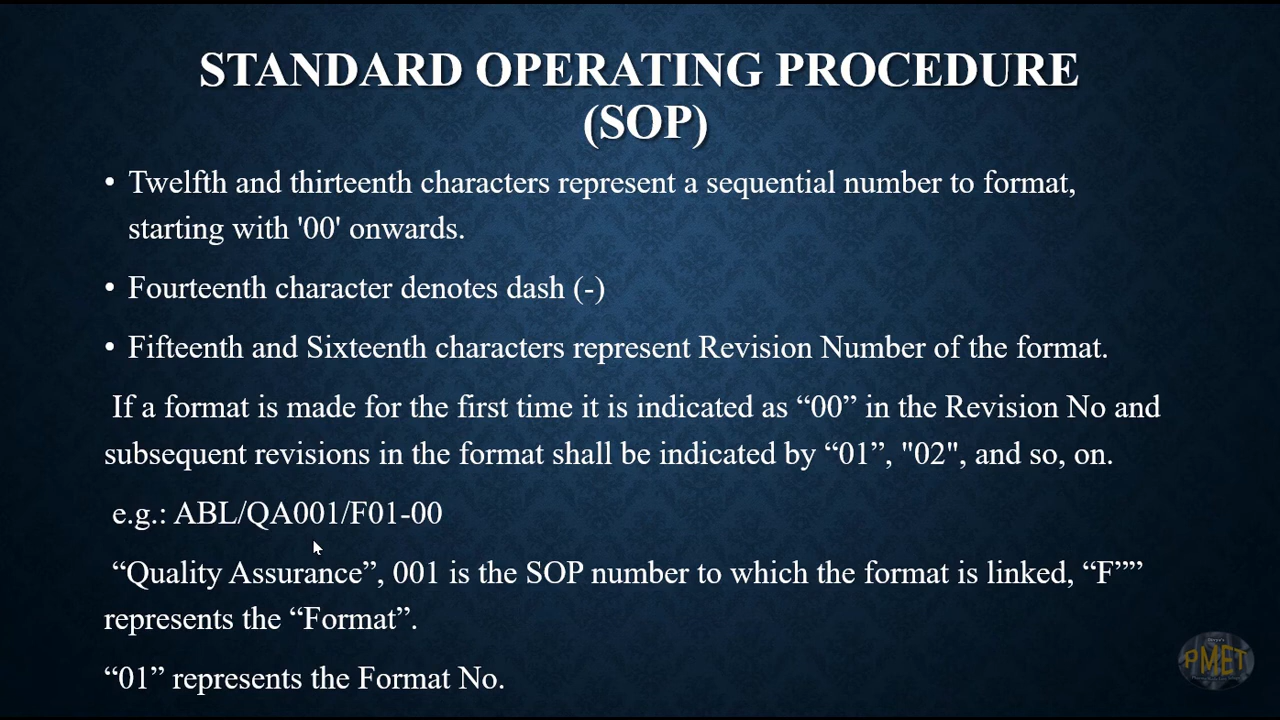 STANDARD OPERATING PROCEDURE
(SOP)
• Twelfth and thirteenth characters represent a sequential number to format,
starting with '00' onwards.
• Fourteenth character denotes dash (-)
• Fifteenth and Sixteenth characters represent Revision Number of the format.
If a format is made for the first time it is indicated as “00” in the Revision No and
subsequent revisions in the format shall be indicated by “01”, "02", and so, on.
e.g.: ABL/QA001/F01-00
“Quality Assurance”, 001 is the SOP number to which the format is linked, “F””
represents the “Format”.
“01” represents the Format No.
PMET